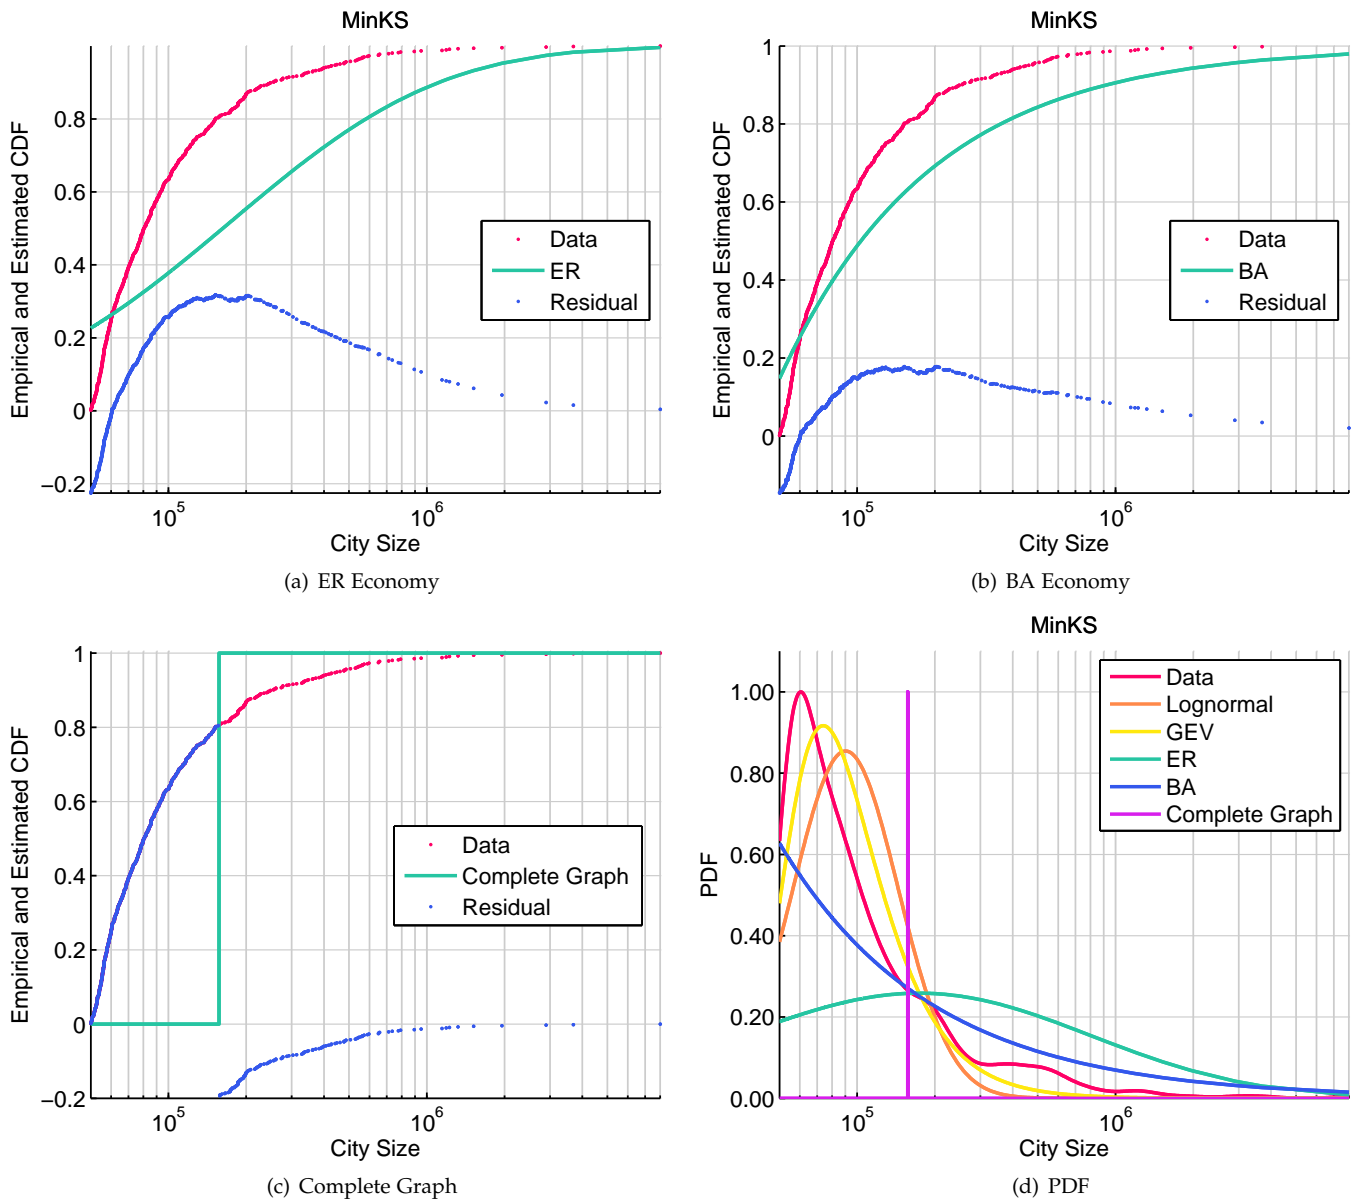 MinKS
Empirical and Estimated CDF
0.8
0.6
0.4
0.2
0
−0.2
Data
ER
Residual
10^5
10^6
City Size
(a) ER Economy
MinKS
Empirical and Estimated CDF
1
0.8
0.6
0.4
0.2
0
Data
BA
Residual
10^5
10^6
City Size
(b) BA Economy
Empirical and Estimated CDF
1
0.8
0.6
0.4
0.2
0
−0.2
Data
Complete Graph
Residual
10^5
10^6
City Size
(c) Complete Graph
MinKS
PDF
1.00
0.80
0.60
0.40
0.20
0.00
Data
Lognormal
GEV
ER
BA
Complete Graph
10^5
10^6
City Size
(d) PDF